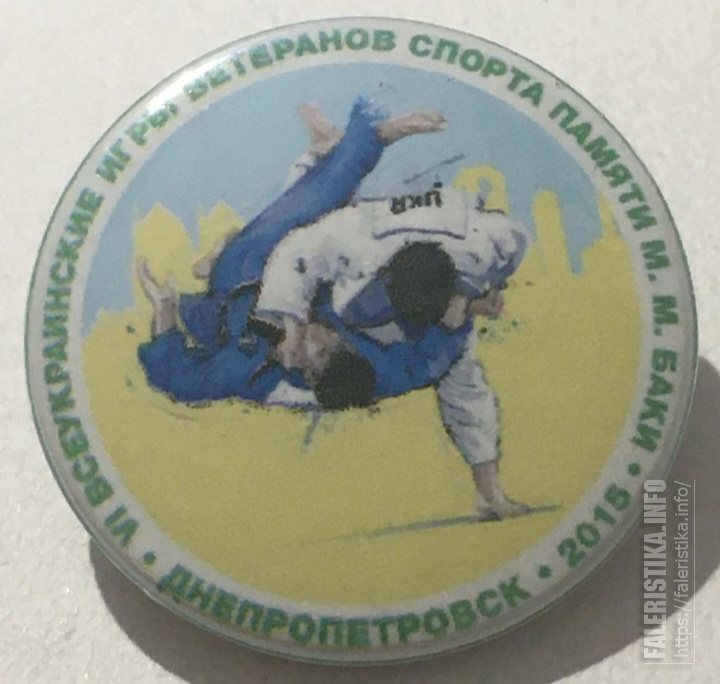 VI ВСЕУКРАИНСКИЕ ИГРЫ ВЕТЕРАНОВ СПОРТА ПАМЯТИ М. М. БАКИ • 2015 •
ДНЕПРОПЕТРОВСК •
UKR
FALERISTIKA.INFO
https://faleristika.info/